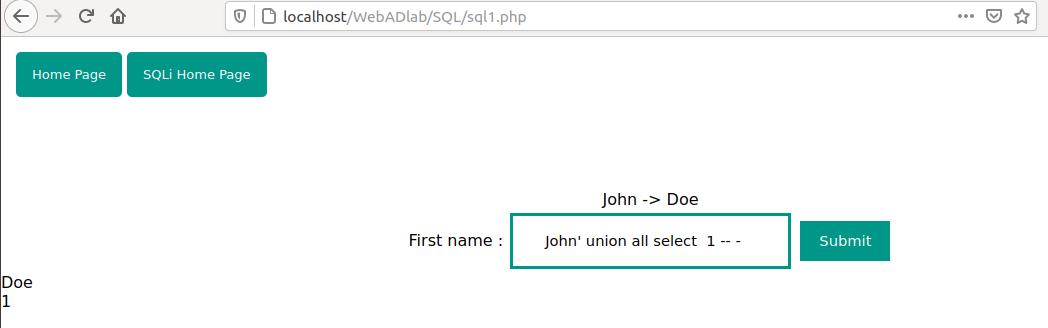 localhost/WebADlab/SQL/sql1.php
Home Page SQLi Home Page
John -> Doe
First name : John' union all select  1 -- - Submit
Doe
1